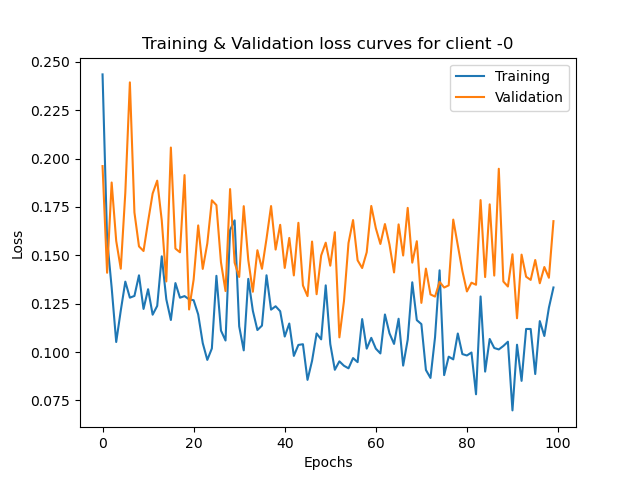 Training & Validation loss curves for client -0
Training
Validation
Loss
0.250
0.225
0.200
0.175
0.150
0.125
0.100
0.075
0 20 40 60 80 100
Epochs